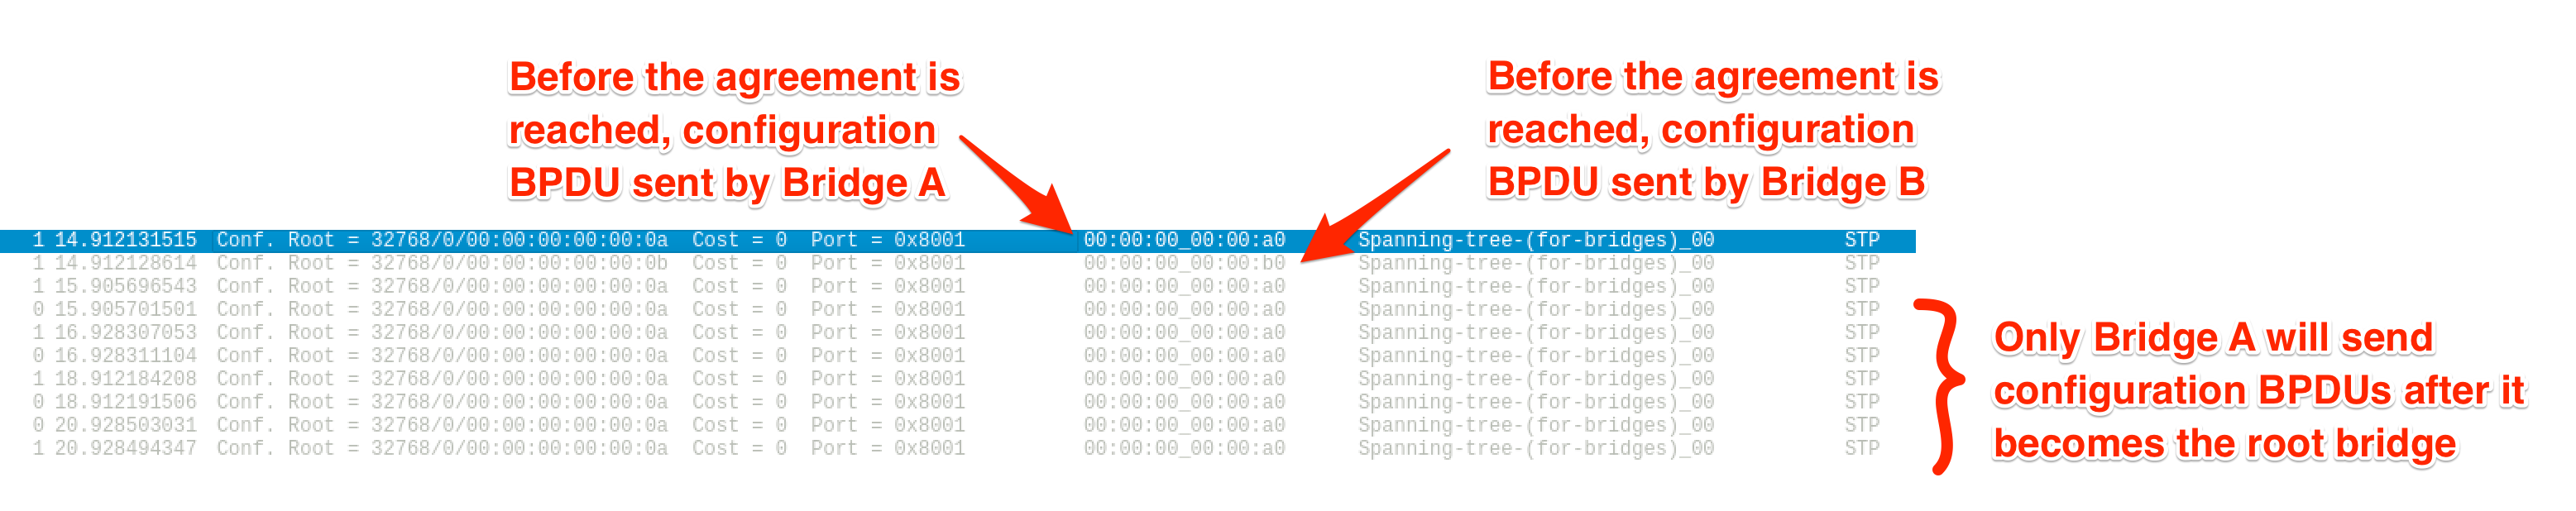 Before the agreement is
reached, configuration
BPDU sent by Bridge A
Before the agreement is
reached, configuration
BPDU sent by Bridge B
1 14.912131515 Conf. Root = 32768/0/00:00:00:00:00:0a Cost = 0 Port = 0x8001 00:00:00_00:00:a0 Spanning-tree-(for-bridges)_00 STP
1 14.912128614 Conf. Root = 32768/0/00:00:00:00:00:0b Cost = 0 Port = 0x8001 00:00:00_00:00:b0 Spanning-tree-(for-bridges)_00 STP
1 15.905696543 Conf. Root = 32768/0/00:00:00:00:00:0a Cost = 0 Port = 0x8001 00:00:00_00:00:a0 Spanning-tree-(for-bridges)_00 STP
0 15.905701501 Conf. Root = 32768/0/00:00:00:00:00:0a Cost = 0 Port = 0x8001 00:00:00_00:00:a0 Spanning-tree-(for-bridges)_00 STP
1 16.928307053 Conf. Root = 32768/0/00:00:00:00:00:0a Cost = 0 Port = 0x8001 00:00:00_00:00:a0 Spanning-tree-(for-bridges)_00 STP
0 16.928311104 Conf. Root = 32768/0/00:00:00:00:00:0a Cost = 0 Port = 0x8001 00:00:00_00:00:a0 Spanning-tree-(for-bridges)_00 STP
1 18.912184208 Conf. Root = 32768/0/00:00:00:00:00:0a Cost = 0 Port = 0x8001 00:00:00_00:00:a0 Spanning-tree-(for-bridges)_00 STP
0 18.912191506 Conf. Root = 32768/0/00:00:00:00:00:0a Cost = 0 Port = 0x8001 00:00:00_00:00:a0 Spanning-tree-(for-bridges)_00 STP
0 20.928503031 Conf. Root = 32768/0/00:00:00:00:00:0a Cost = 0 Port = 0x8001 00:00:00_00:00:a0 Spanning-tree-(for-bridges)_00 STP
1 20.928494347 Conf. Root = 32768/0/00:00:00:00:00:0a Cost = 0 Port = 0x8001 00:00:00_00:00:a0 Spanning-tree-(for-bridges)_00 STP
Only Bridge A will send
configuration BPDUs after it
becomes the root bridge